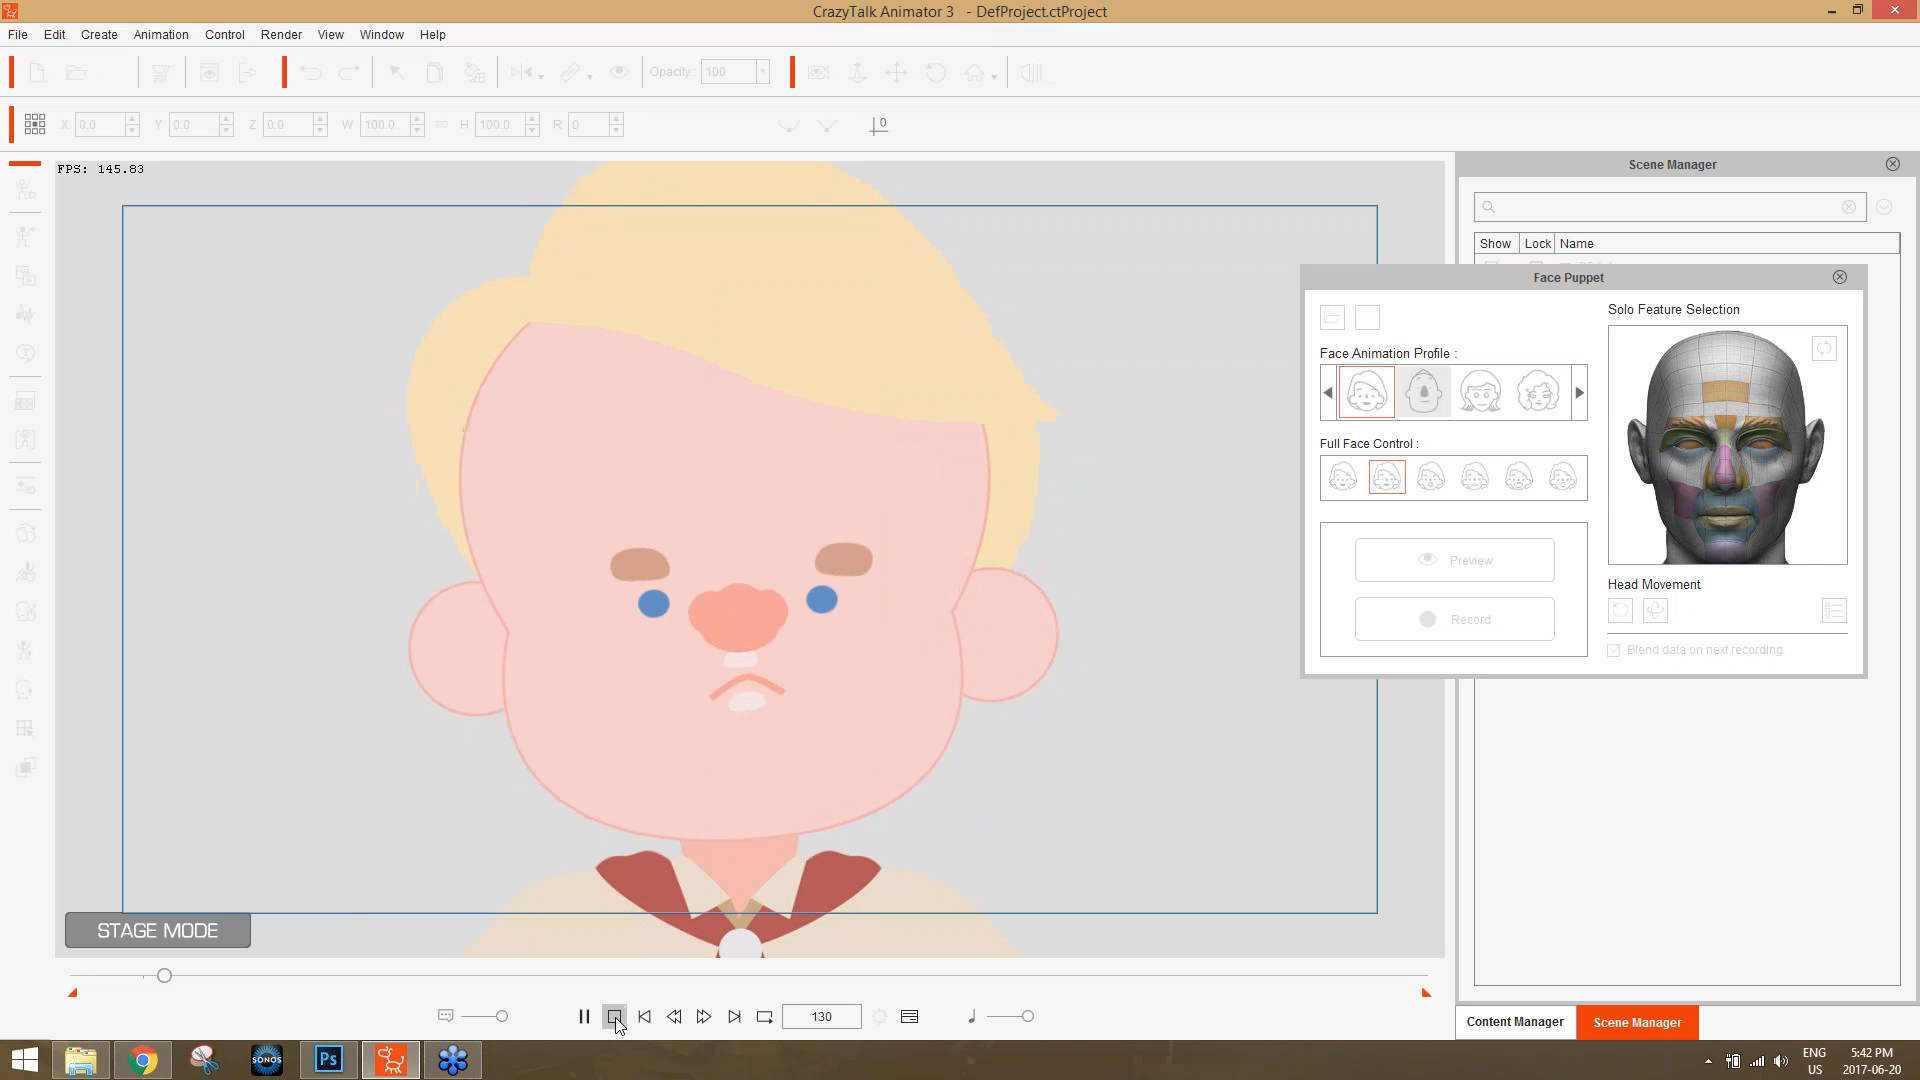 CrazyTalk Animator 3   - DefProject.ctProject
File Edit Create Animation Control Render View Window Help
Opacity : 100
X 0.0 Y 0.0 Z 0.0 W 100.0 H 100.0 R 0
0
FPS: 145.83
Scene Manager
Show Lock Name
Face Puppet
Solo Feature Selection
Face Animation Profile :
Full Face Control :
Preview
Record
Head Movement
Blend data on next recording.
STAGE MODE
130
Content Manager Scene Manager
SONOS
Ps
ENG
US
5:42 PM
2017-06-20